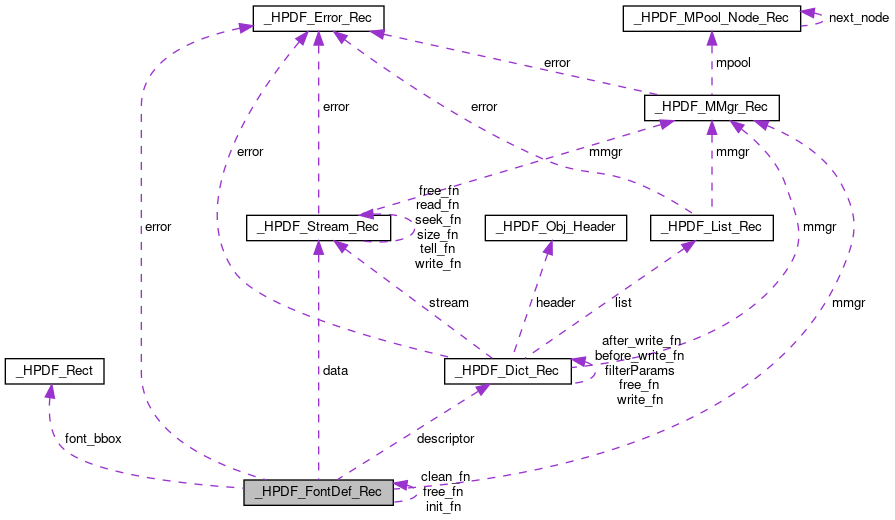 _HPDF_Error_Rec
_HPDF_MPool_Node_Rec
next_node
error
mpool
_HPDF_MMgr_Rec
error
error
error
mmgr
mmgr
free_fn
read_fn
seek_fn
size_fn
tell_fn
write_fn
_HPDF_Stream_Rec
_HPDF_Obj_Header
_HPDF_List_Rec
error
mmgr
stream
header
list
mmgr
_HPDF_Rect
data
_HPDF_Dict_Rec
after_write_fn
before_write_fn
filterParams
free_fn
write_fn
font_bbox
descriptor
_HPDF_FontDef_Rec
clean_fn
free_fn
init_fn